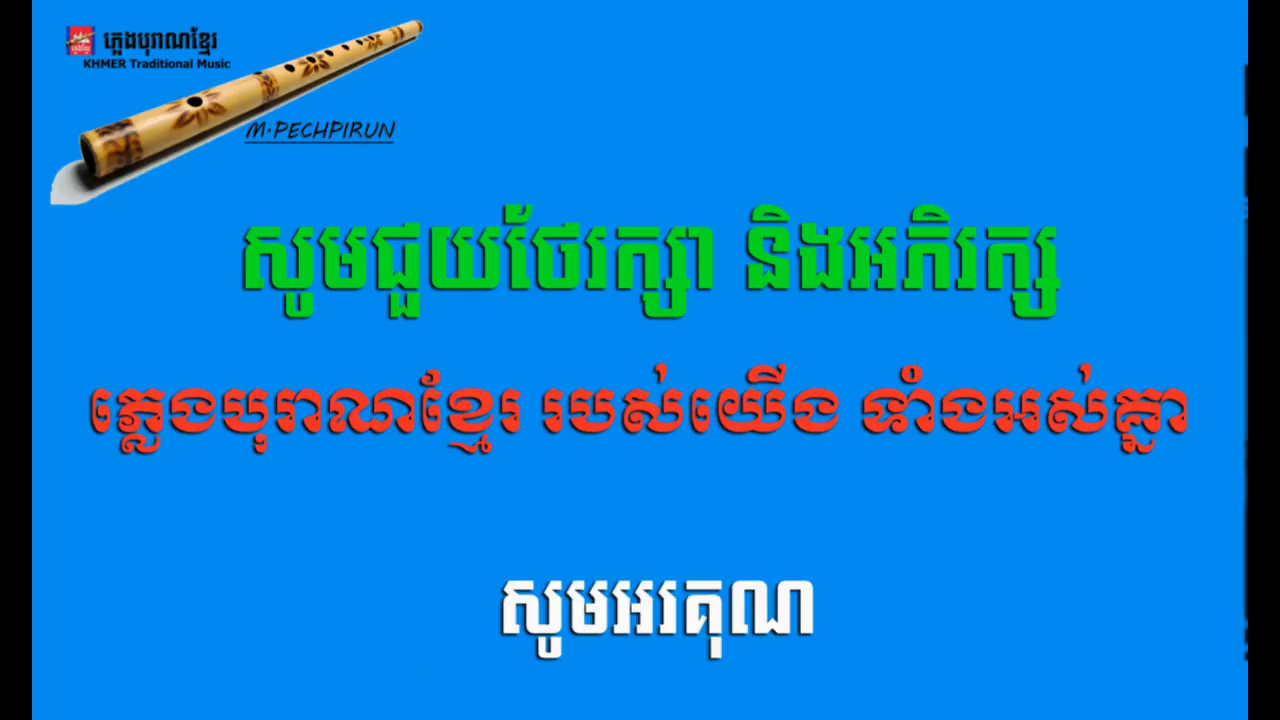 ភ្លេងបុរាណខ្មែរ
KHMER Traditional Music
M.PECHPIRUN
សូមជួយថែរក្សា និងអភិរក្ស
ភ្លេងបុរាណខ្មែរ របស់យើង ទាំងអស់គ្នា
សូមអរគុណ